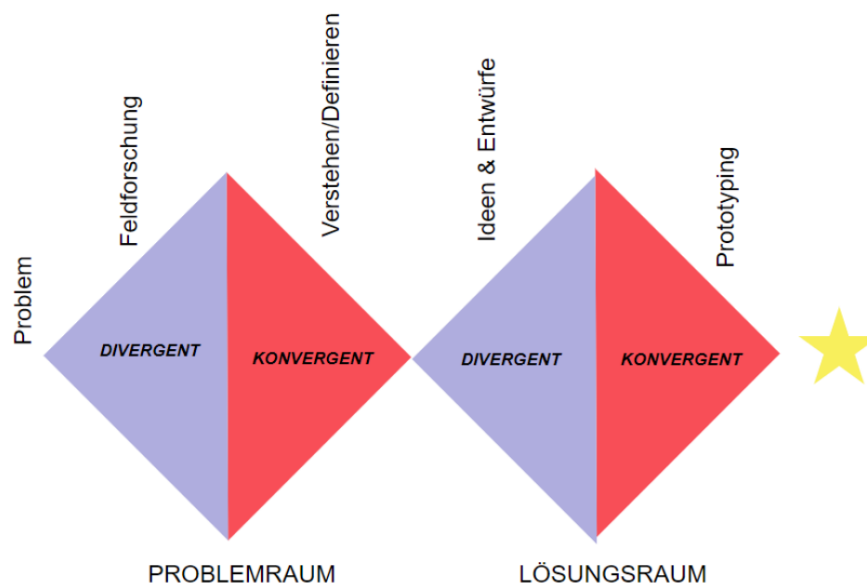 Problem
Feldforschung
Verstehen/Definieren
Ideen & Entwürfe
Prototyping
DIVERGENT
KONVERGENT
DIVERGENT
KONVERGENT
PROBLEMRAUM
LÖSUNGSRAUM